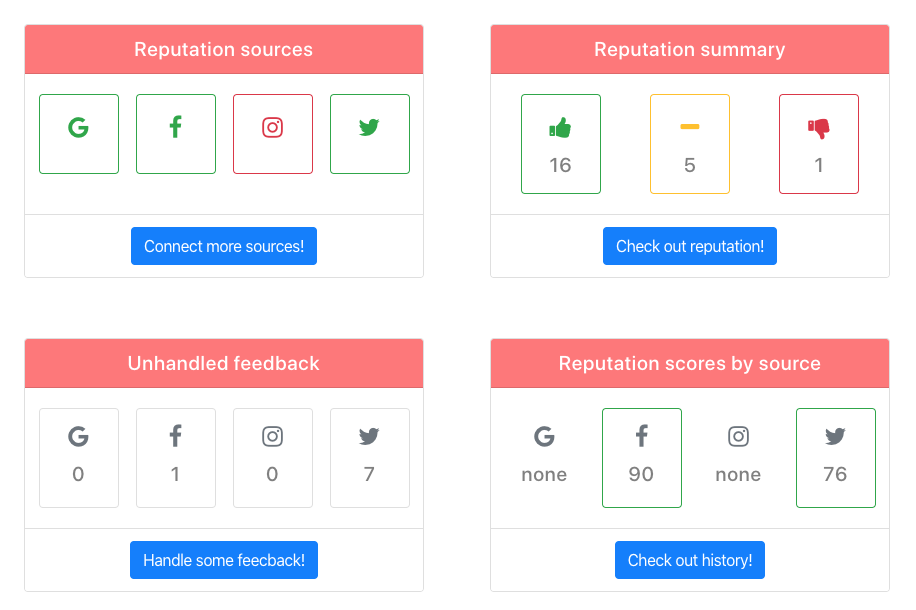 Reputation sources
Connect more sources!
Reputation summary
16 5 1
Check out reputation!
Unhandled feedback
0 1 0 7
Handle some feecback!
Reputation scores by source
none 90 none 76
Check out history!